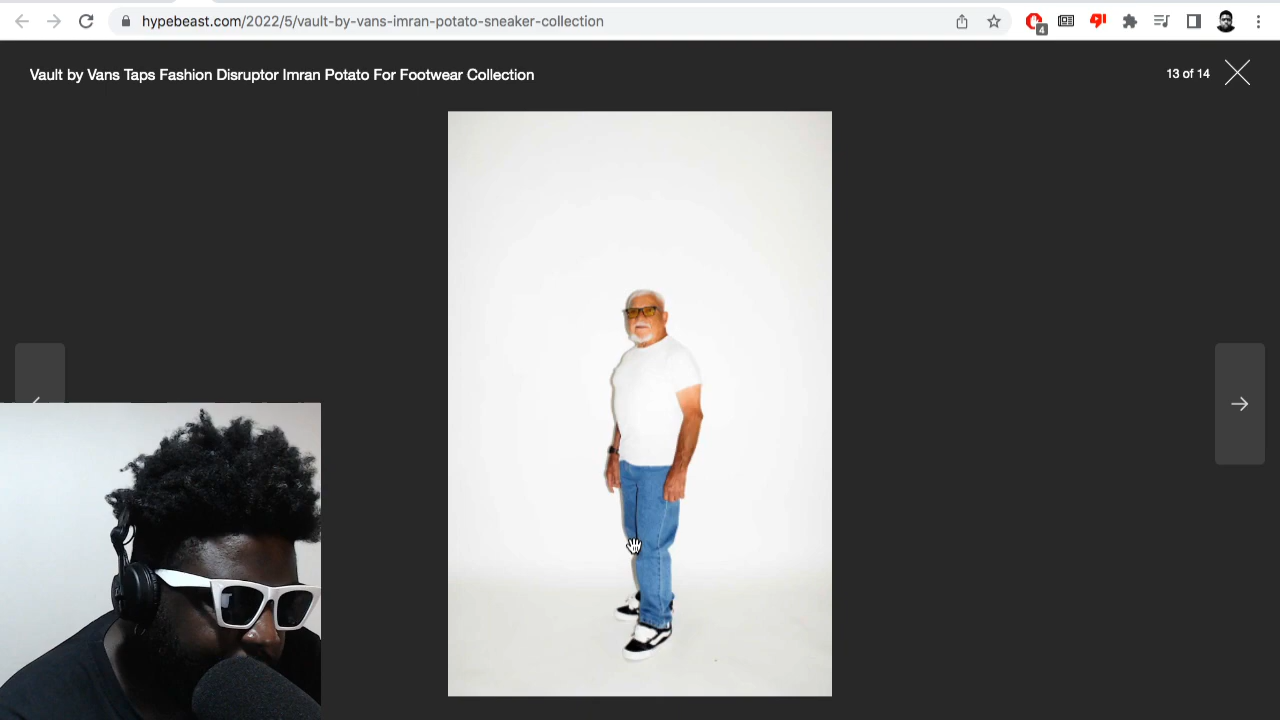 hypebeast.com/2022/5/vault-by-vans-imran-potato-sneaker-collection
4
Vault by Vans Taps Fashion Disruptor Imran Potato For Footwear Collection
13 of 14